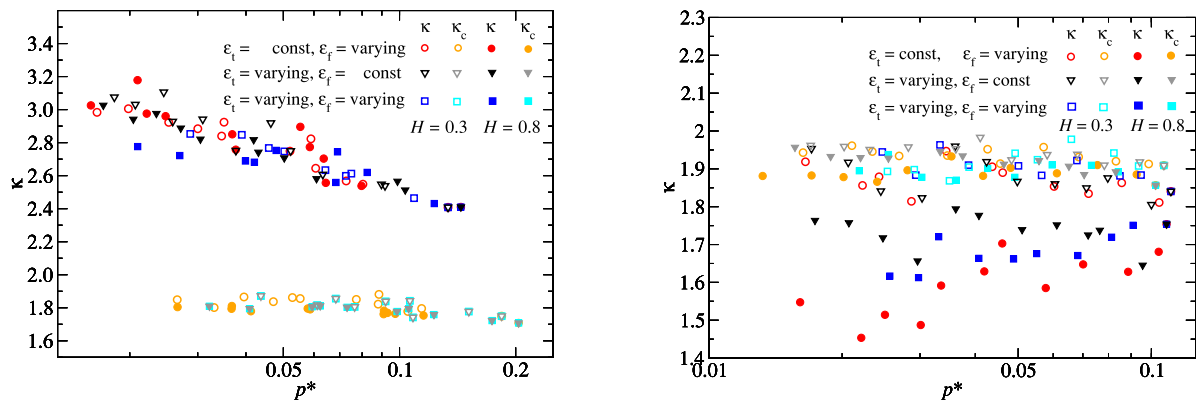 3.4
3.2
3.0
2.8
2.6
2.4
2.2
2.0
1.8
1.6
κ
0.05
0.1
0.2
p*
κ κc κ κc
εt = const, εf = varying
εt = varying, εf = const
εt = varying, εf = varying
H = 0.3 H = 0.8
2.3
2.2
2.1
2
1.9
1.8
1.7
1.6
1.5
1.4
κ
0.01
0.05
0.1
p*
κ κc κ κc
εt = const, εf = varying
εt = varying, εf = const
εt = varying, εf = varying
H = 0.3 H = 0.8